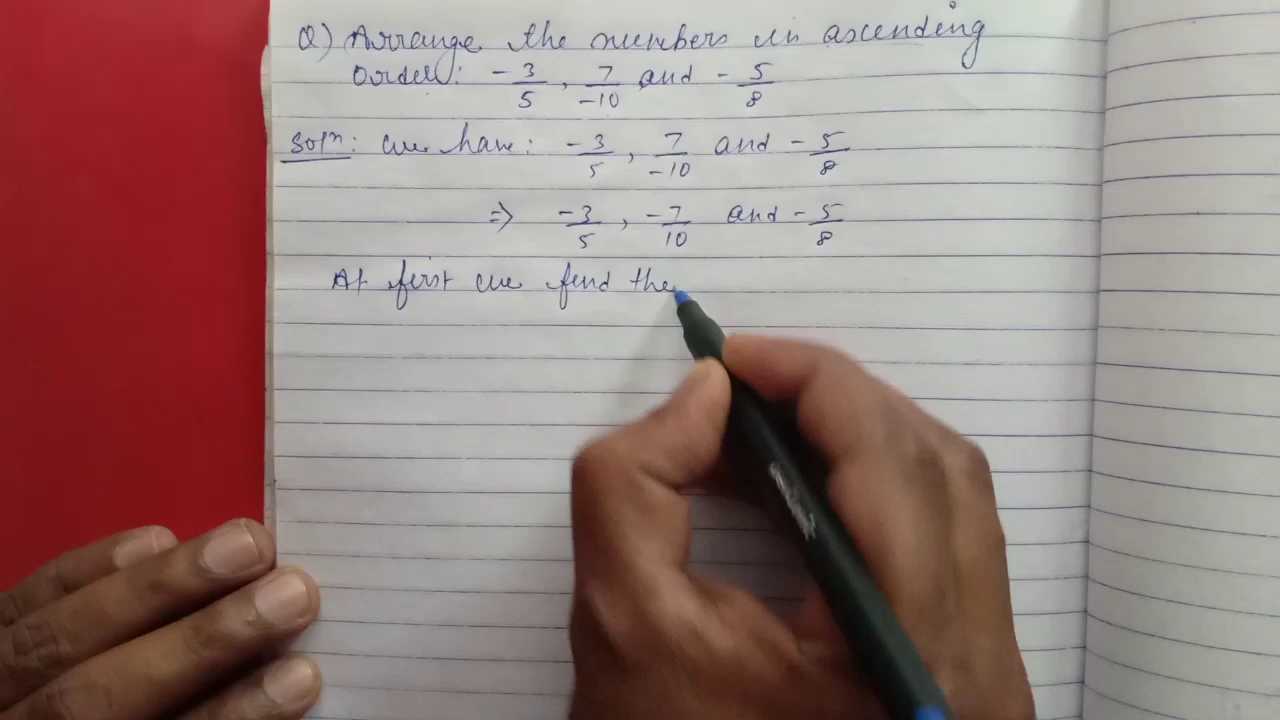 Q) Arrange the numbers in ascending
order: -3/5, 7/-10 and -5/8
Solⁿ: we have: -3/5, 7/-10 and -5/8
=> -3/5, -7/10 and -5/8
At first we find the